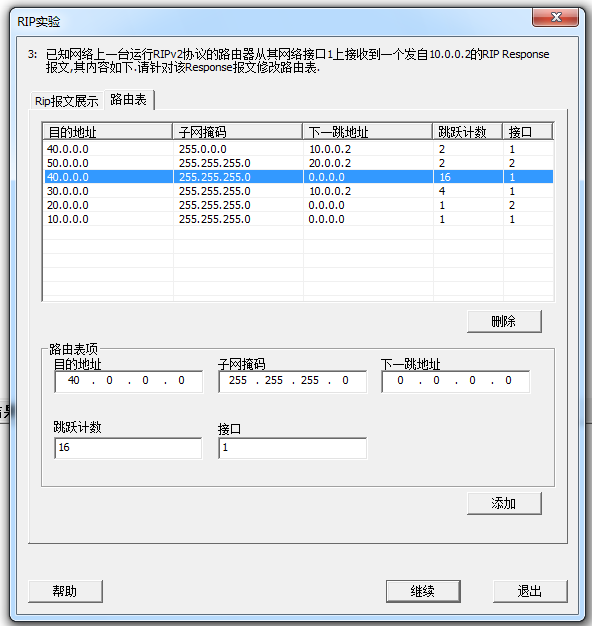 RIP实验
3: 已知网络上一台运行RIPv2协议的路由器从其网络接口1上接收到一个发自10.0.0.2的RIP Response
报文,其内容如下.请针对该Response报文修改路由表.
Rip报文展示 路由表
目的地址 子网掩码 下一跳地址 跳跃计数 接口
40.0.0.0 255.0.0.0 10.0.0.2 2 1
50.0.0.0 255.255.255.0 20.0.0.2 2 2
40.0.0.0 255.255.255.0 0.0.0.0 16 1
30.0.0.0 255.255.255.0 10.0.0.2 4 1
20.0.0.0 255.255.255.0 0.0.0.0 1 2
10.0.0.0 255.255.255.0 0.0.0.0 1 1
删除
路由表项
目的地址 子网掩码 下一跳地址
40 . 0 . 0 . 0 255 . 255 . 255 . 0 0 . 0 . 0 . 0
跳跃计数 接口
16 1
添加
帮助 继续 退出